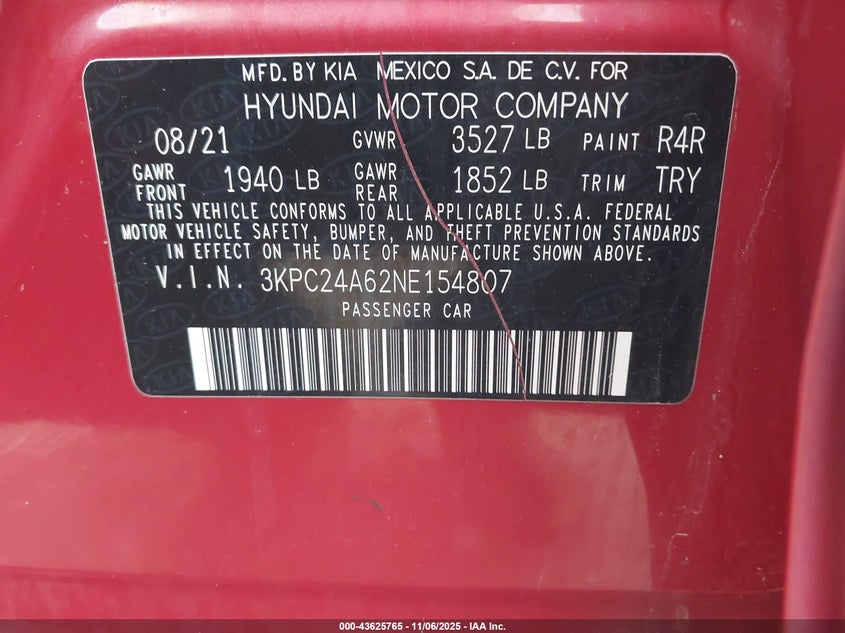 MFD. BY KIA MEXICO S.A. DE C.V. FOR
HYUNDAI MOTOR COMPANY
08/21 GVWR 3527 LB PAINT R4R
GAWR FRONT 1940 LB GAWR REAR 1852 LB TRIM TRY
THIS VEHICLE CONFORMS TO ALL APPLICABLE U.S.A. FEDERAL
MOTOR VEHICLE SAFETY, BUMPER, AND THEFT PREVENTION STANDARDS
IN EFFECT ON THE DATE OF MANUFACTURE SHOWN ABOVE.
V.I.N. 3KPC24A62NE154807
PASSENGER CAR
000-43625765 - 11/06/2025 - IAA Inc.